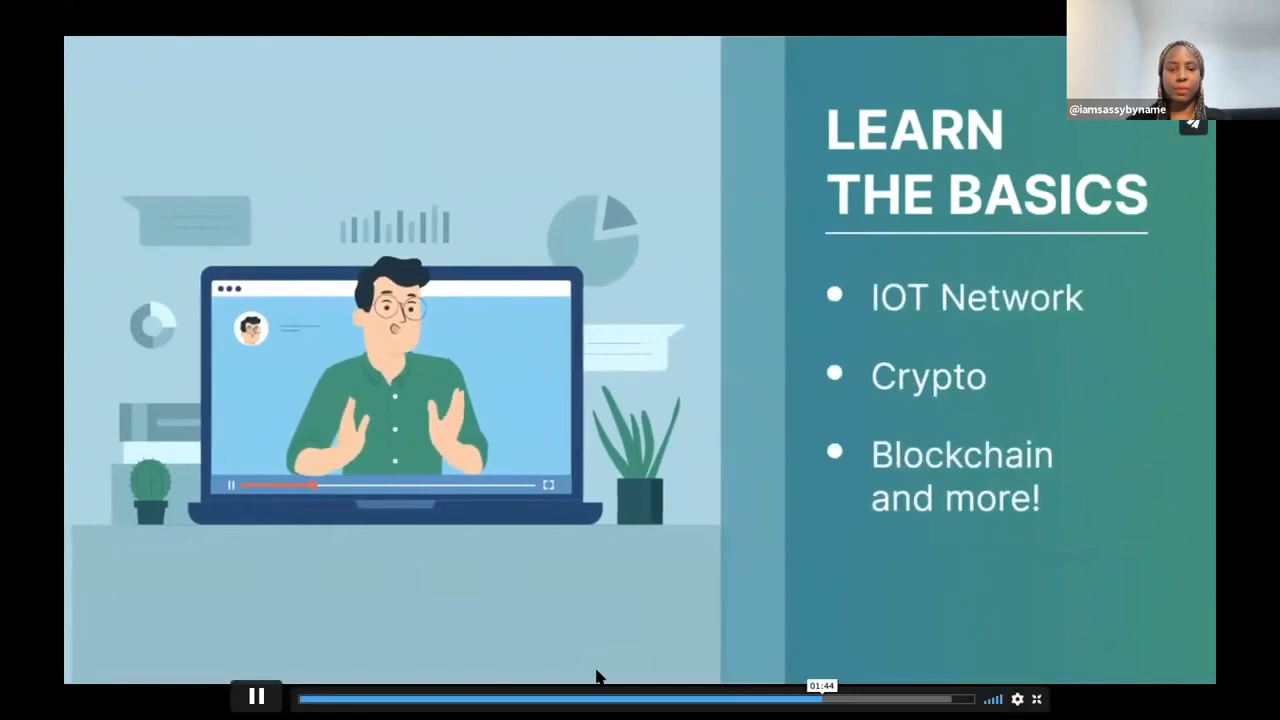 @iamsassybyname
LEARN
THE BASICS
IOT Network
Crypto
Blockchain
and more!
01:44